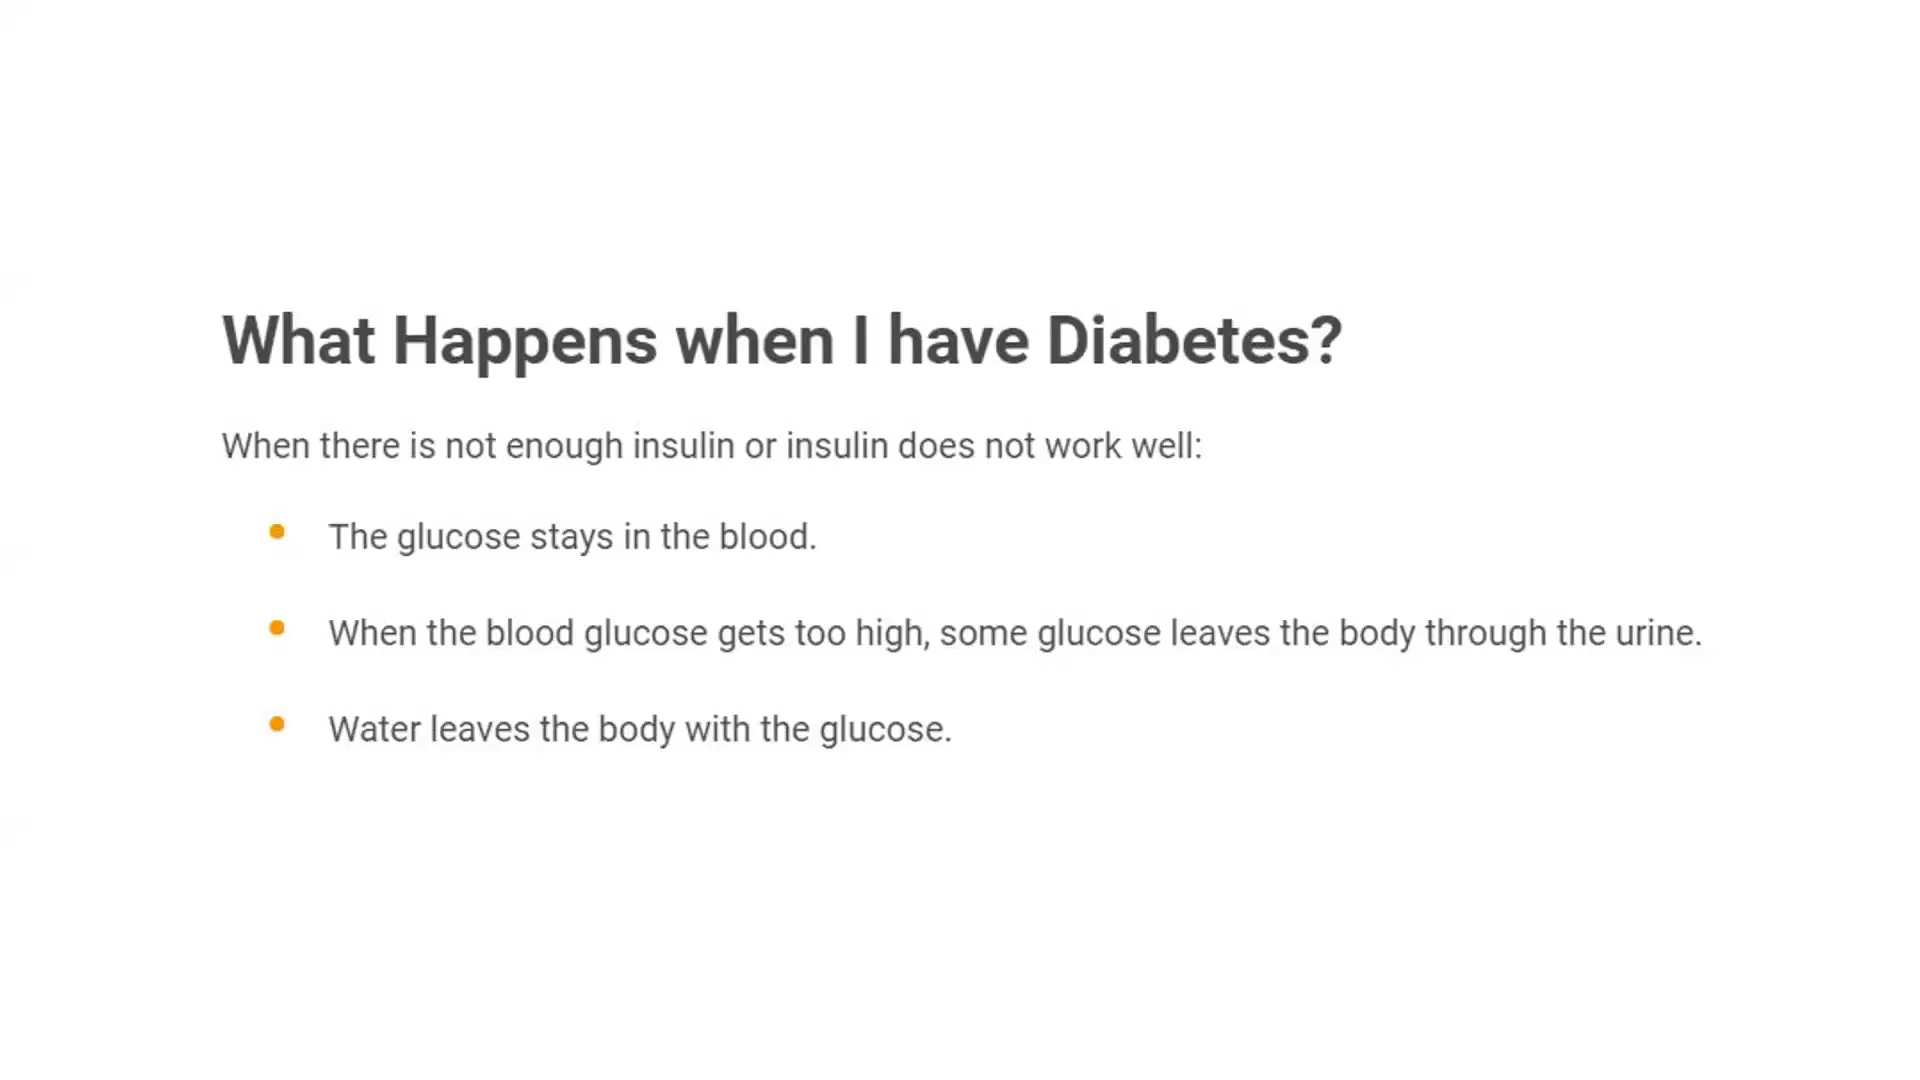 What Happens when I have Diabetes?
When there is not enough insulin or insulin does not work well:
The glucose stays in the blood.
When the blood glucose gets too high, some glucose leaves the body through the urine.
Water leaves the body with the glucose.